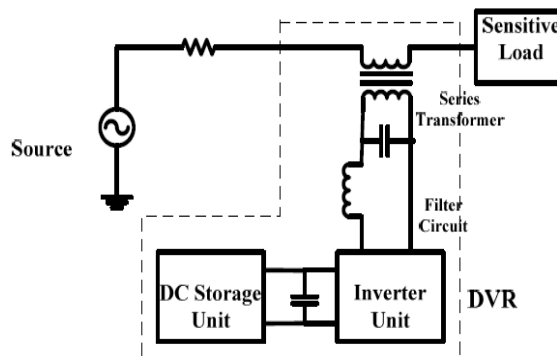 Sensitive
Load
Series
Transformer
Source
Filter
Circuit
DC Storage
Unit
Inverter
Unit
DVR